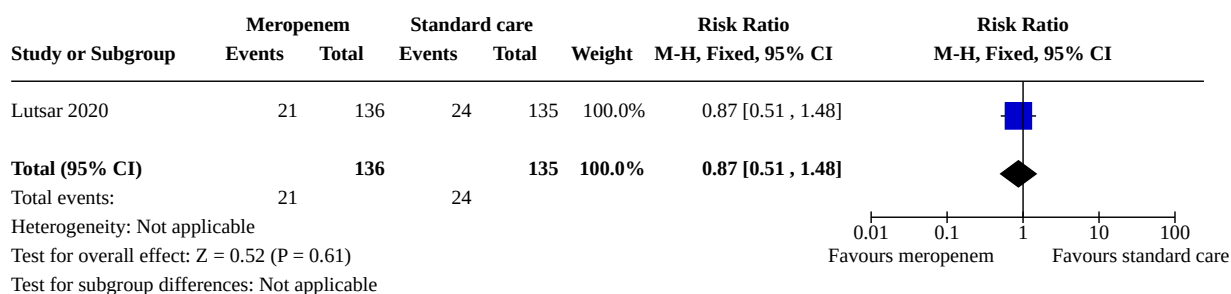 Meropenem Standard care Risk Ratio Risk Ratio
Study or Subgroup Events Total Events Total Weight M-H, Fixed, 95% CI M-H, Fixed, 95% CI
Lutsar 2020 21 136 24 135 100.0% 0.87 [0.51 , 1.48]
Total (95% CI) 136 135 100.0% 0.87 [0.51 , 1.48]
Total events: 21 24
Heterogeneity: Not applicable
0.01 0.1 1 10 100
Test for overall effect: Z = 0.52 (P = 0.61) Favours meropenem Favours standard care
Test for subgroup differences: Not applicable